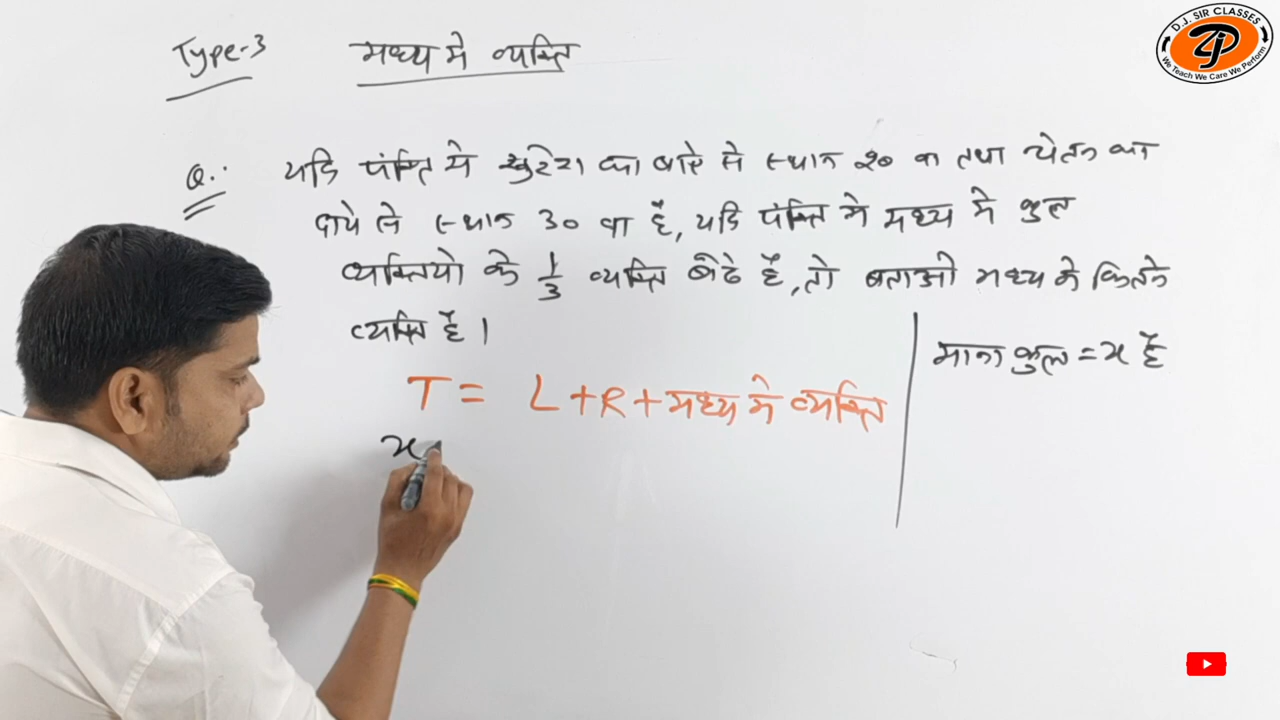 D.J. SIR CLASSES
We Teach We Care We Perform
Type-3 मध्य मे व्यक्ति
Q.: यदि पंक्ति मे सुरेश का बाये से स्थान 20 वा तथा चेतन का
दाये से स्थान 30 वा है, यदि पंक्ति मे मध्य मे कुल
व्यक्तियो के 1/3 व्यक्ति बैठे हैं, तो बताओ मध्य मे कितने
व्यक्ति है ।
माना कुल = x है
T = L + R + मध्य मे व्यक्ति
x